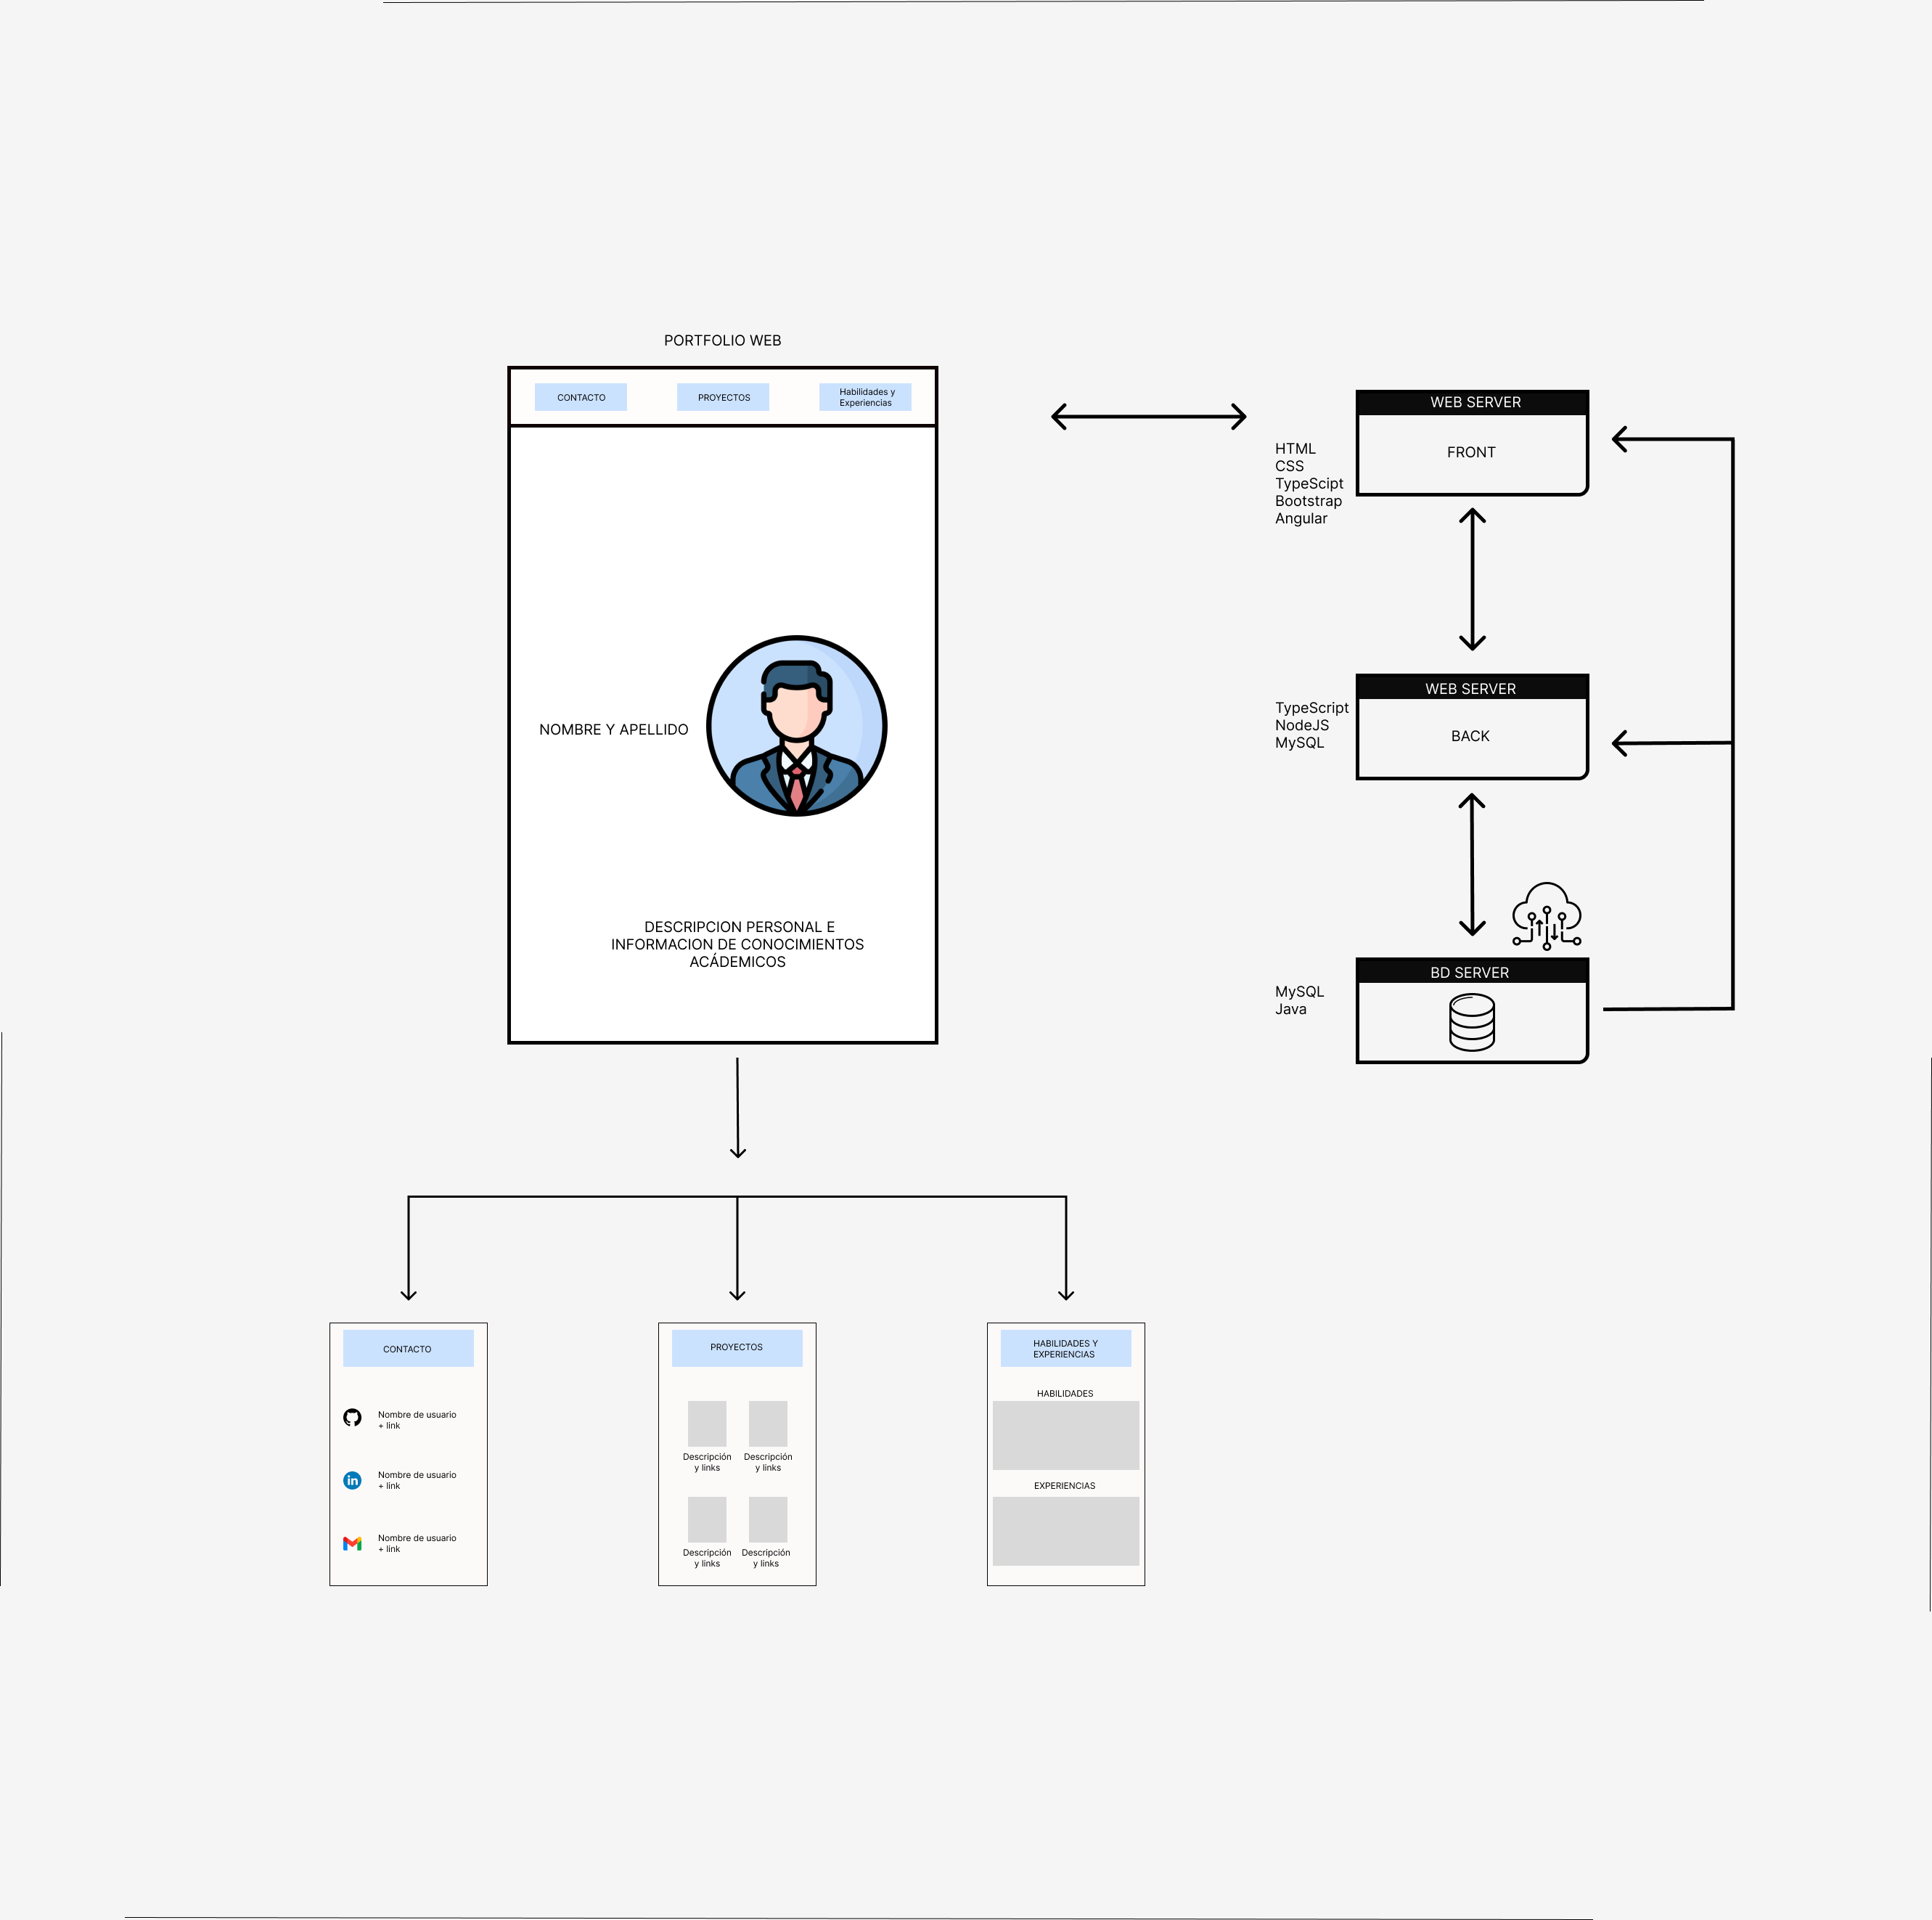 PORTFOLIO WEB
CONTACTO
PROYECTOS
Habilidades y
Experiencias
NOMBRE Y APELLIDO
DESCRIPCION PERSONAL E
INFORMACION DE CONOCIMIENTOS
ACÁDEMICOS
WEB SERVER
FRONT
HTML
CSS
TypeScipt
Bootstrap
Angular
WEB SERVER
BACK
TypeScript
NodeJS
MySQL
BD SERVER
MySQL
Java
CONTACTO
Nombre de usuario
+ link
in
Nombre de usuario
+ link
Nombre de usuario
+ link
PROYECTOS
Descripción
y links
Descripción
y links
Descripción
y links
Descripción
y links
HABILIDADES Y
EXPERIENCIAS
HABILIDADES
EXPERIENCIAS